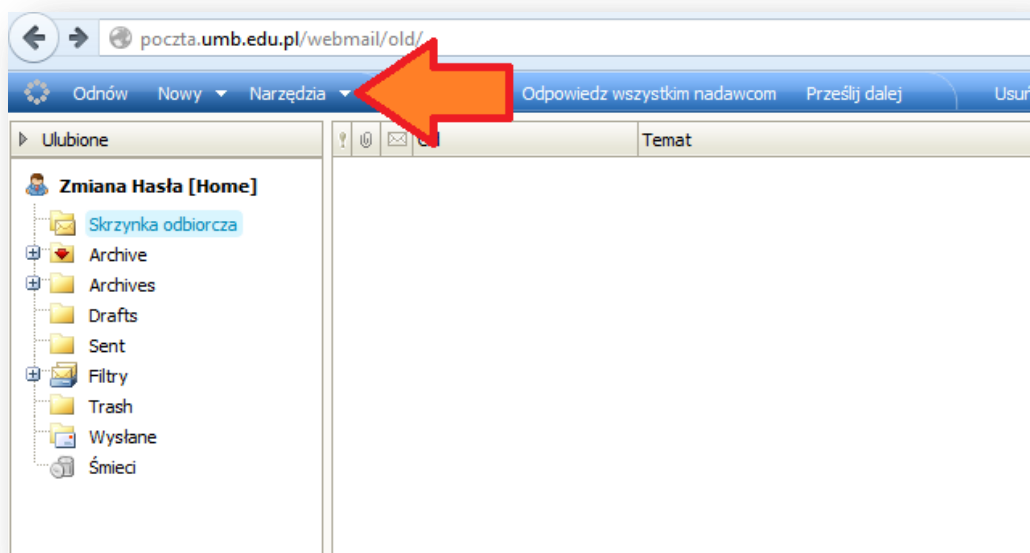 poczta.umb.edu.pl/webmail/old/
Odnów Nowy Narzędzia Odpowiedz wszystkim nadawcom Prześlij dalej
Ulubione Temat
Zmiana Hasła [Home]
Skrzynka odbiorcza
Archive
Archives
Drafts
Sent
Filtry
Trash
Wysłane
Śmieci